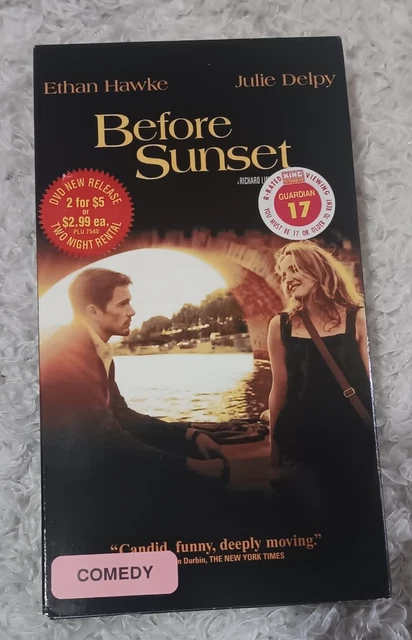 Ethan Hawke
Julie Delpy
Before
Sunset
DVD NEW RELEASE
2 for $5
or
$2.99 ea.
PLU 7548
TWO NIGHT RENTAL
R-RATED VIEWING
KING
GUARDIAN
17
YOU MUST BE 17 OR OLDER TO RENT
RICHARD
"Candid, funny, deeply moving."
Durbin, THE NEW YORK TIMES
COMEDY